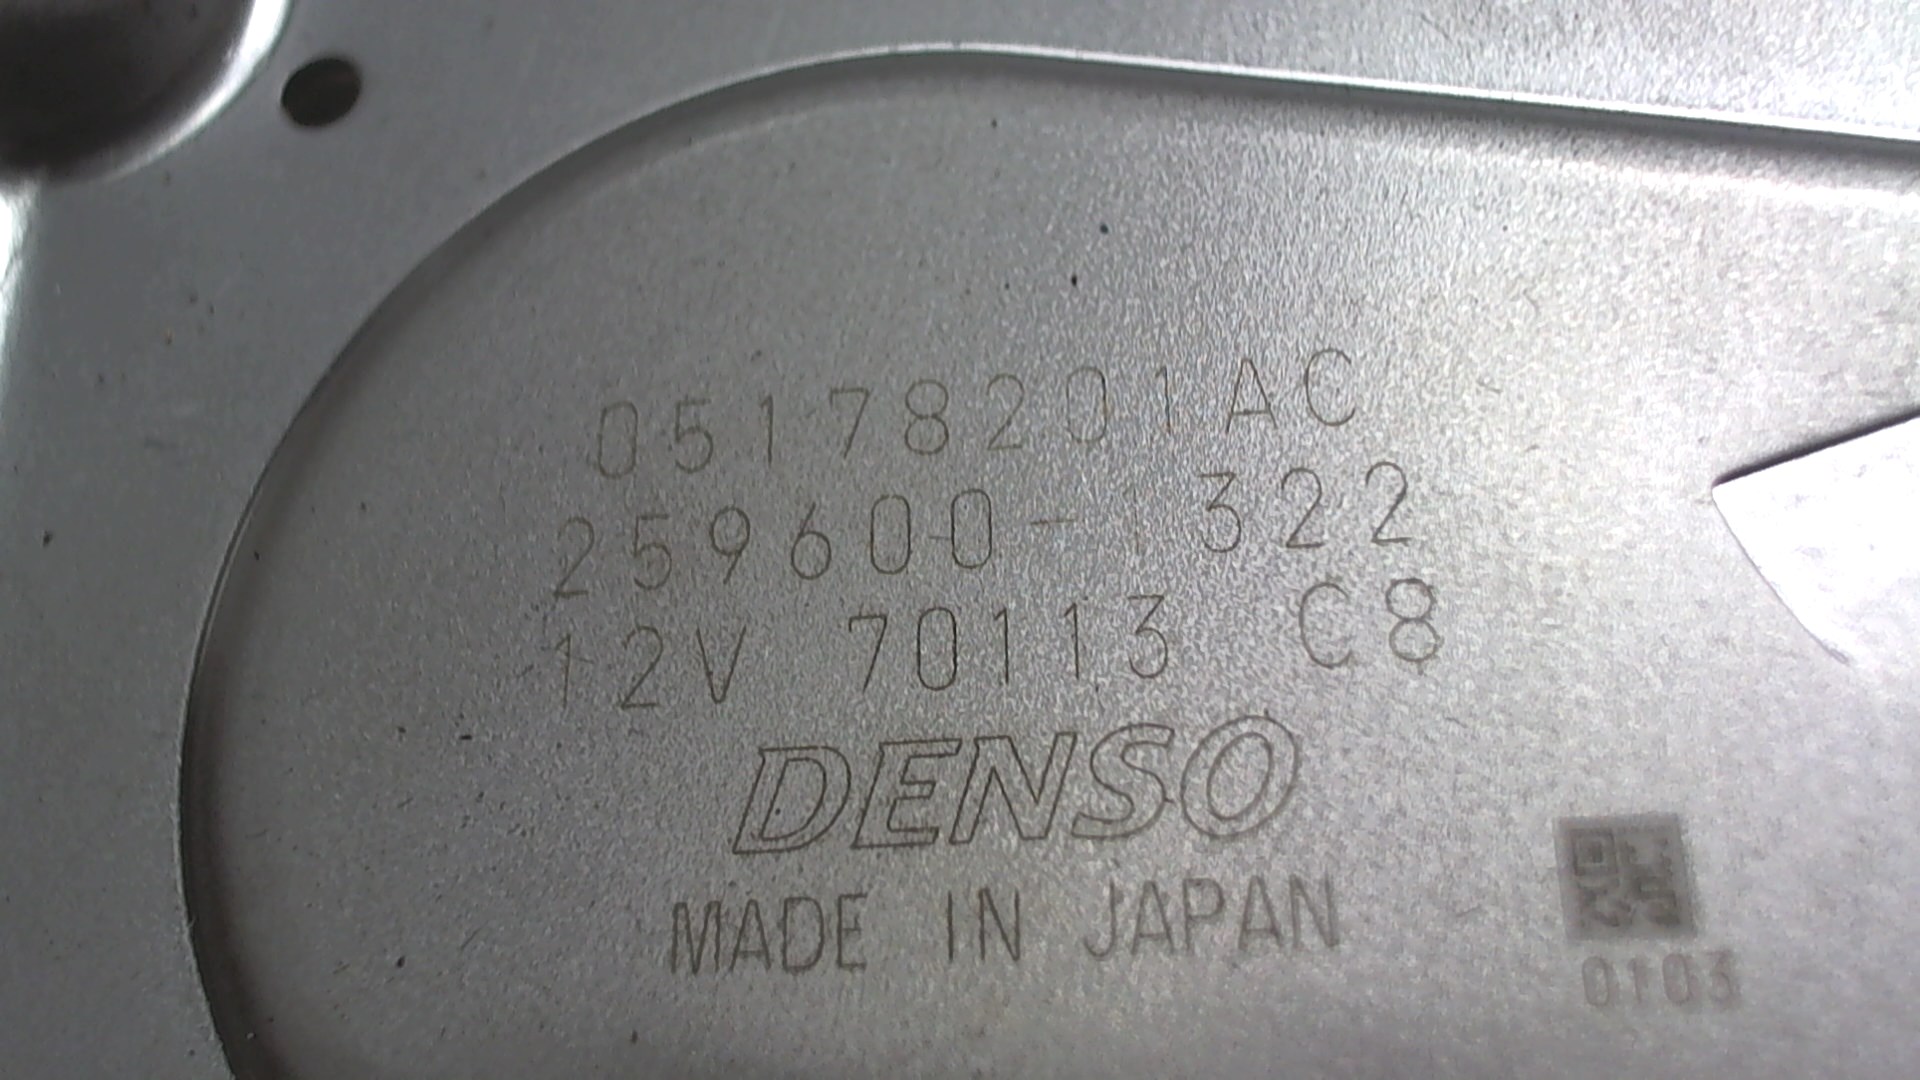 05178201AC
259600-1322
12V 70113 C8
DENSO
MADE IN JAPAN
0103